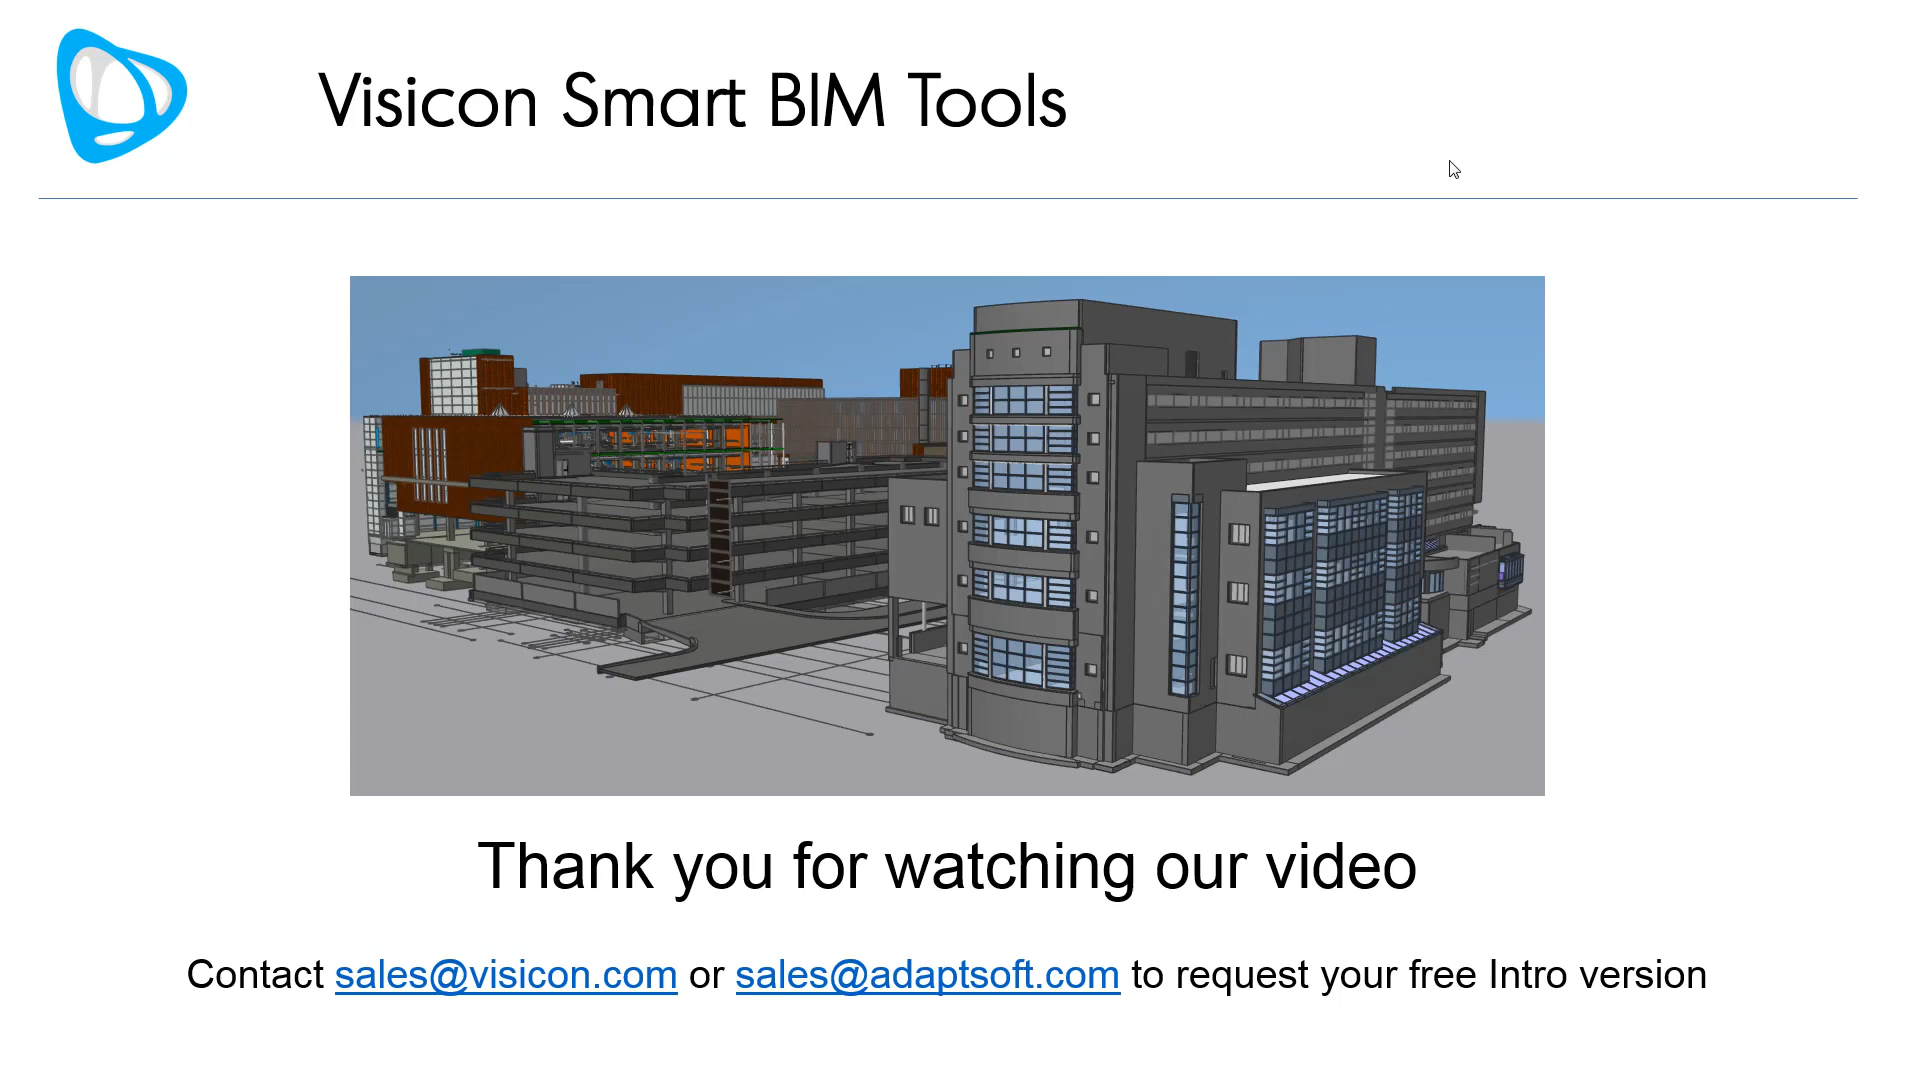 Visicon Smart BIM Tools
Thank you for watching our video
Contact sales@visicon.com or sales@adaptsoft.com to request your free Intro version